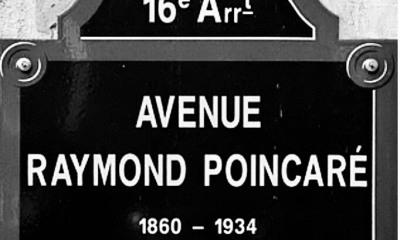 16e Arrt
AVENUE
RAYMOND POINCARÉ
1860 – 1934